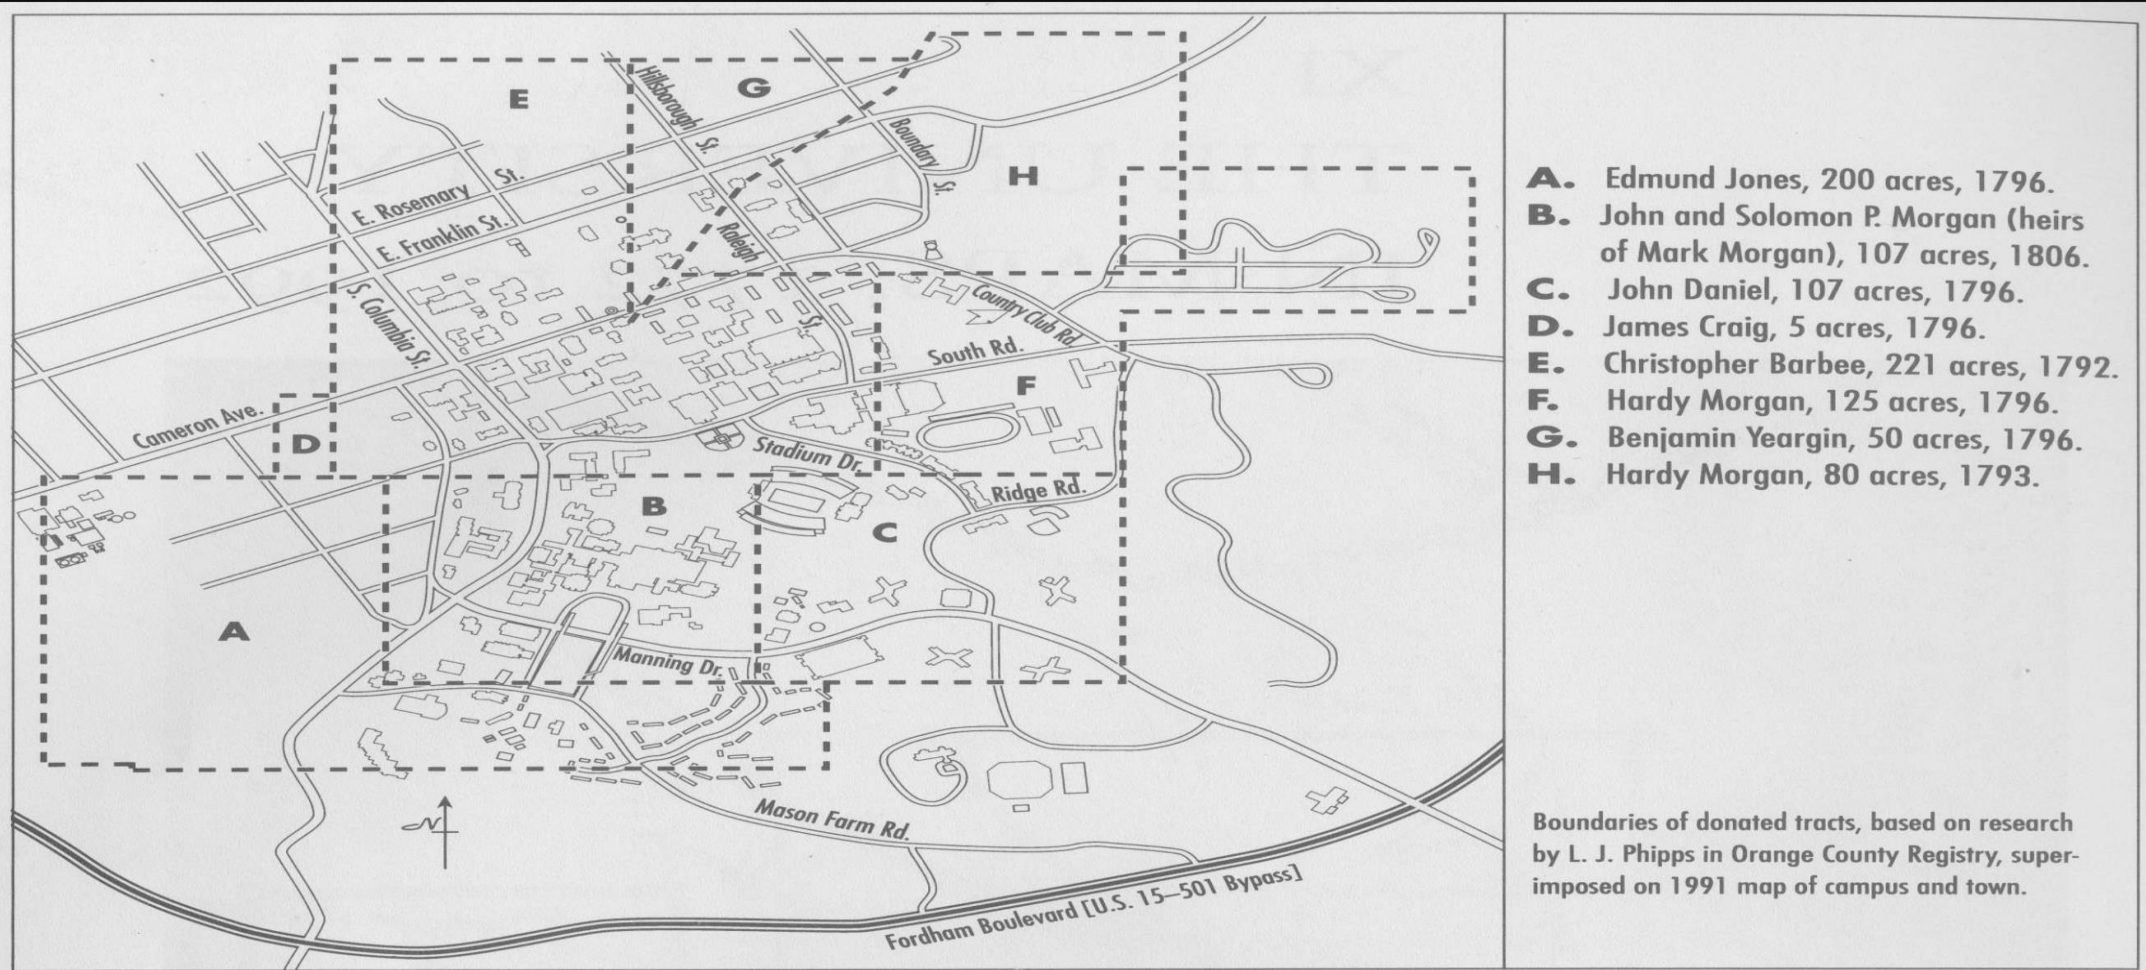 E
G
Hillsborough St.
Boundary St.
H
E. Rosemary St.
E. Franklin St.
Raleigh St.
S. Columbia St.
Country Club Rd.
South Rd.
F
Cameron Ave.
D
Stadium Dr.
Ridge Rd.
B
C
A
Manning Dr.
N
Mason Farm Rd.
Fordham Boulevard [U.S. 15–501 Bypass]
A. Edmund Jones, 200 acres, 1796.
B. John and Solomon P. Morgan (heirs
of Mark Morgan), 107 acres, 1806.
C. John Daniel, 107 acres, 1796.
D. James Craig, 5 acres, 1796.
E. Christopher Barbee, 221 acres, 1792.
F. Hardy Morgan, 125 acres, 1796.
G. Benjamin Yeargin, 50 acres, 1796.
H. Hardy Morgan, 80 acres, 1793.
Boundaries of donated tracts, based on research
by L. J. Phipps in Orange County Registry, super-
imposed on 1991 map of campus and town.